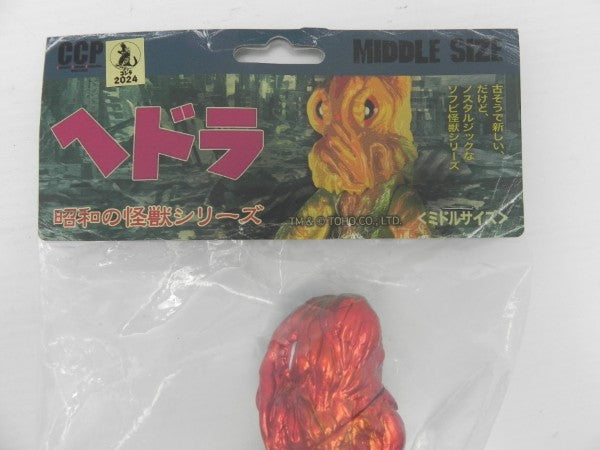 CCP
2024
MIDDLE SIZE
ヘドラ
古そうで新しい、
だけど、
ノスタルジックな
ソフビ怪獣シリーズ
昭和の怪獣シリーズ
TM & © TOHO CO., LTD.
<ミドルサイズ>